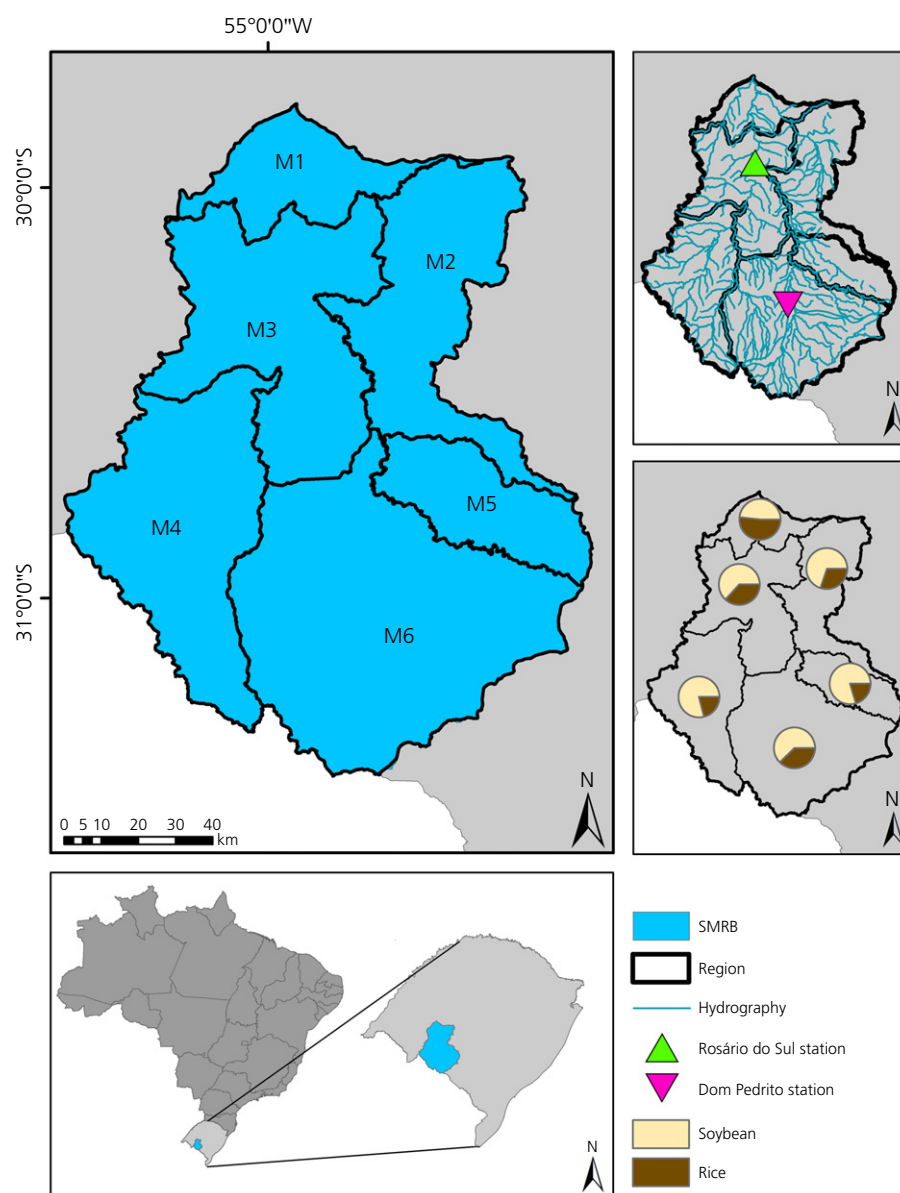 55°0'0"W
30°0'0"S
31°0'0"S
M1
M2
M3
M4
M5
M6
N
0 5 10 20 30 40
km
N
N
N
SMRB
Region
Hydrography
Rosário do Sul station
Dom Pedrito station
Soybean
Rice